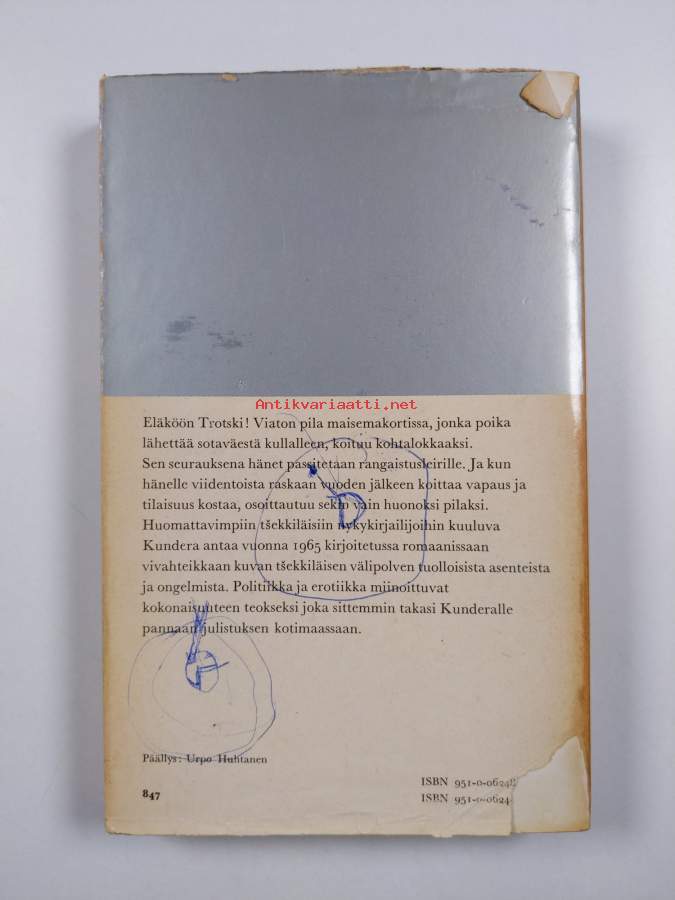 Antikvariaatti.net
Eläköön Trotski! Viaton pila maisemakortissa, jonka poika
lähettää sotaväestä kullalleen, koituu kohtalokkaaksi.
Sen seurauksena hänet passitetaan rangaistusleirille. Ja kun
hänelle viidentoista raskaan vuoden jälkeen koittaa vapaus ja
tilaisuus kostaa, osoittautuu sekin vain huonoksi pilaksi.
Huomattavimpiin tšekkiläisiin nykykirjailijoihin kuuluva
Kundera antaa vuonna 1965 kirjoitetussa romaanissaan
vivahteikkaan kuvan tšekkiläisen välipolven tuolloisista asenteista
ja ongelmista. Politiikka ja erotiikka miinoittuvat
kokonaisuuteen teokseksi joka sittemmin takasi Kunderalle
pannaan julistuksen kotimaassaan.
Päällys: Urpo Huhtanen
ISBN 951-0-06248
847
ISBN 951-0-0624